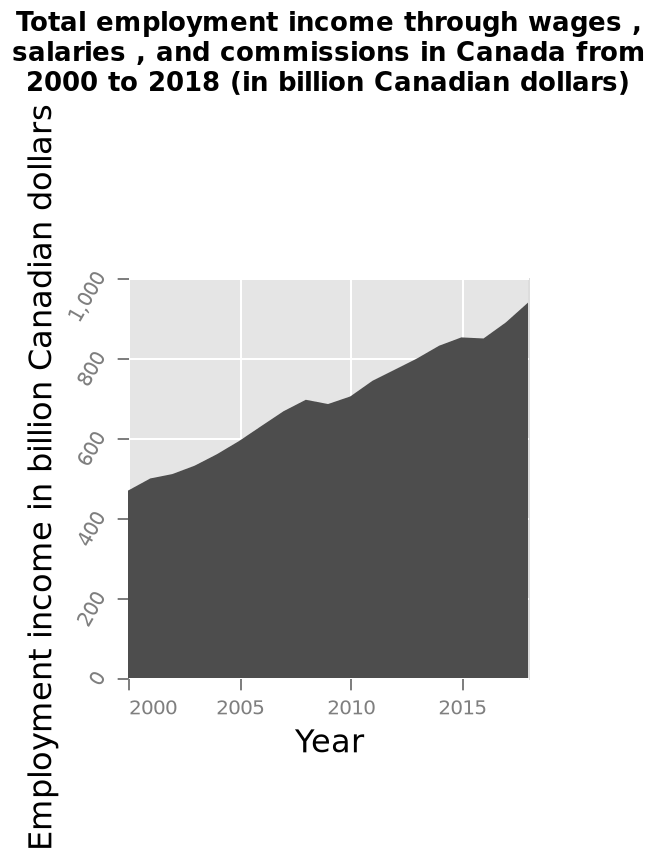 Total employment income through wages ,
salaries , and commissions in Canada from
2000 to 2018 (in billion Canadian dollars)
Employment income in billion Canadian dollars
1,000
800
600
400
200
0
2000 2005 2010 2015
Year